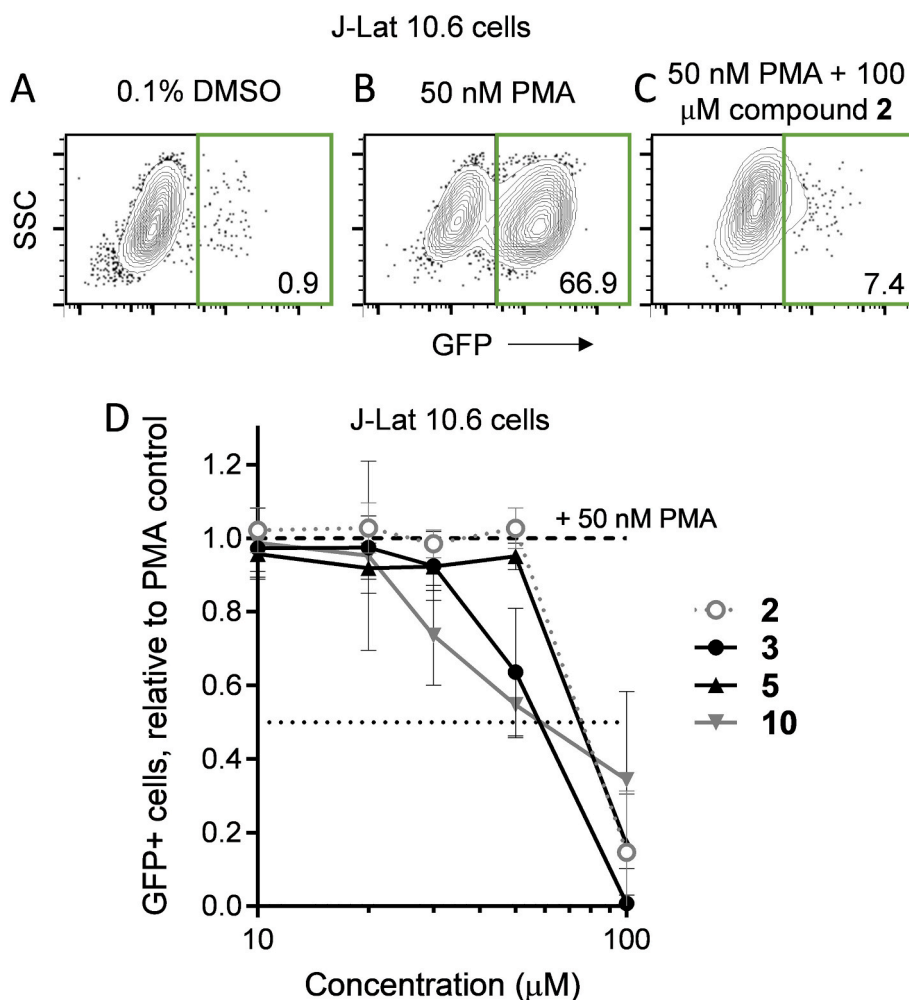 J-Lat 10.6 cells
A
0.1% DMSO
B
50 nM PMA
C
50 nM PMA + 100
μM compound 2
SSC
0.9
66.9
7.4
GFP
D
J-Lat 10.6 cells
GFP+ cells, relative to PMA control
1.2
1.0
0.8
0.6
0.4
0.2
0.0
+ 50 nM PMA
2
3
5
10
10
100
Concentration (μM)